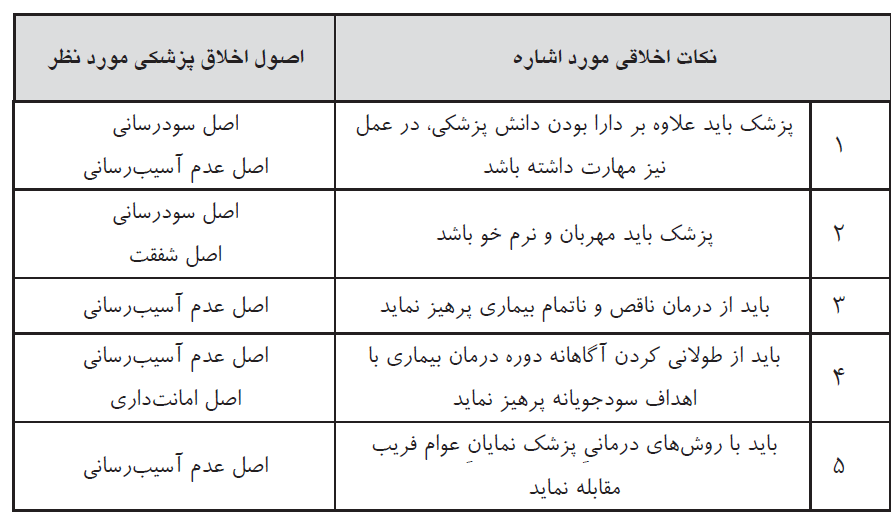 نکات اخلاقی مورد اشاره
اصول اخلاق پزشکی مورد نظر
۱
پزشک باید علاوه بر دارا بودن دانش پزشکی، در عمل
نیز مهارت داشته باشد
اصل سودرسانی
اصل عدم آسیب‌رسانی
۲
پزشک باید مهربان و نرم خو باشد
اصل سودرسانی
اصل شفقت
۳
باید از درمان ناقص و ناتمام بیماری پرهیز نماید
اصل عدم آسیب‌رسانی
۴
باید از طولانی کردن آگاهانه دوره درمان بیماری با
اهداف سودجویانه پرهیز نماید
اصل عدم آسیب‌رسانی
اصل امانت‌داری
۵
باید با روش‌های درمانیِ پزشک نمایانِ عوام فریب
مقابله نماید
اصل عدم آسیب‌رسانی